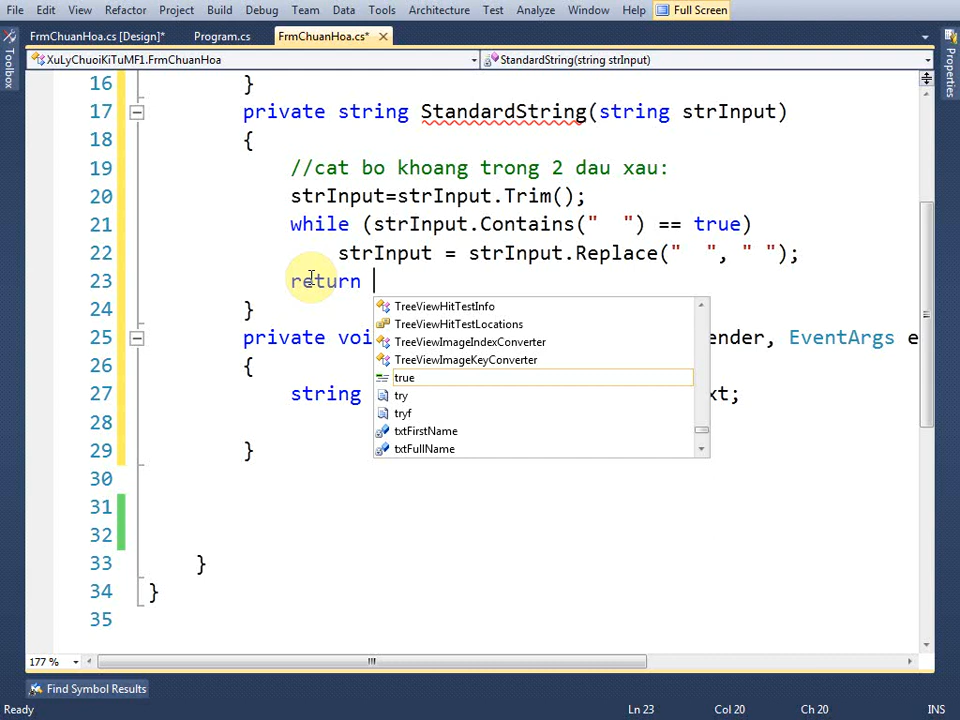 File Edit View Refactor Project Build Debug Team Data Tools Architecture Test Analyze Window Help Full Screen
FrmChuanHoa.cs [Design]* Program.cs FrmChuanHoa.cs*
Toolbox
Properties
XuLyChuoiKiTuMF1.FrmChuanHoa StandardString(string strInput)
16 }
17 private string StandardString(string strInput)
18 {
19 //cat bo khoang trong 2 dau xau:
20 strInput=strInput.Trim();
21 while (strInput.Contains("  ") == true)
22 strInput = strInput.Replace("  ", " ");
23 return
TreeViewHitTestInfo
24 }
TreeViewHitTestLocations
25 private voi ender, EventArgs e
TreeViewImageIndexConverter
TreeViewImageKeyConverter
26 {
true
27 string xt;
try
tryf
28
txtFirstName
29 }
txtFullName
30
31
32
33 }
34 }
35
177 %
Find Symbol Results
Ready Ln 23 Col 20 Ch 20 INS